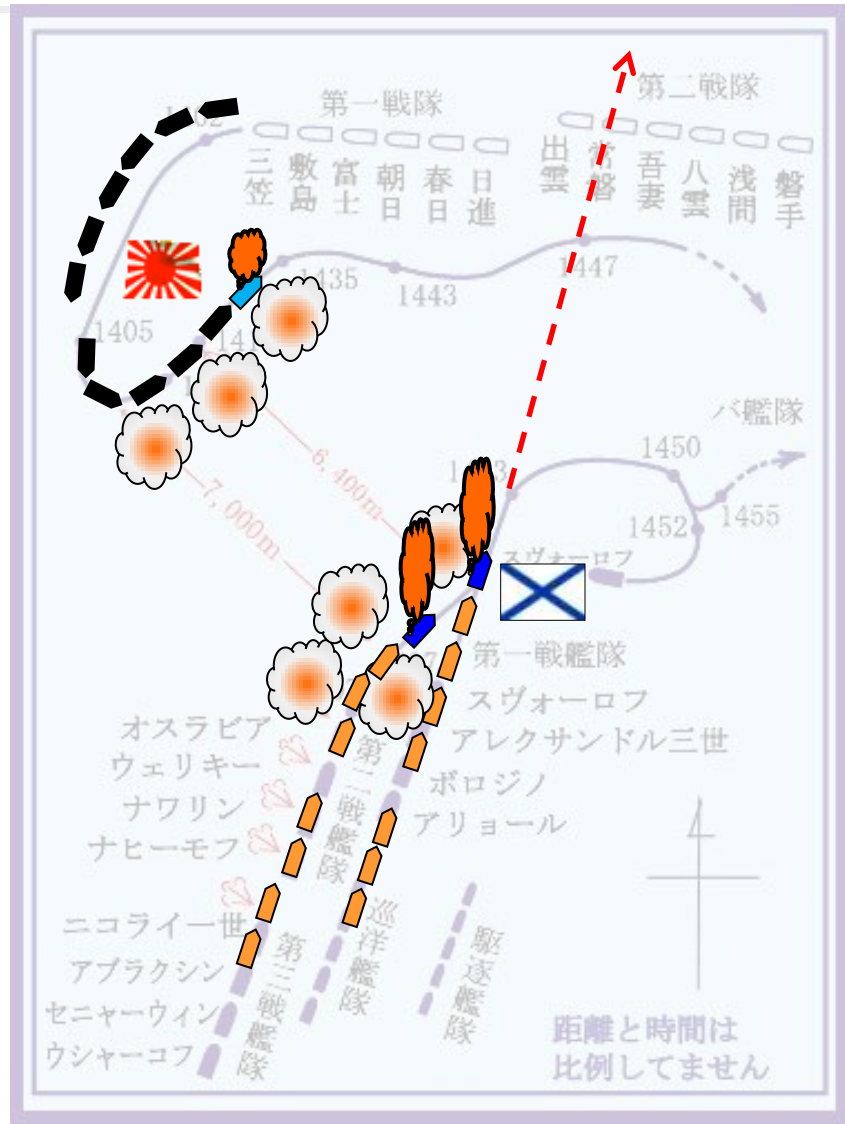 第一戦隊
第二戦隊
三笠
敷島
富士
朝日
春日
日進
出雲
常磐
吾妻
八雲
浅間
磐手
1435
1443
1447
1405
バ艦隊
6,400m
7,000m
1450
1452
1455
スヴォーロフ
第一戦艦隊
スヴォーロフ
アレクサンドル三世
ボロジノ
アリョール
オスラビア
ウェリキー
ナワリン
ナヒーモフ
第二戦艦隊
ニコライ一世
アブラクシン
セニャーウィン
ウシャーコフ
第三戦艦隊
巡洋艦隊
駆逐艦隊
距離と時間は
比例してません